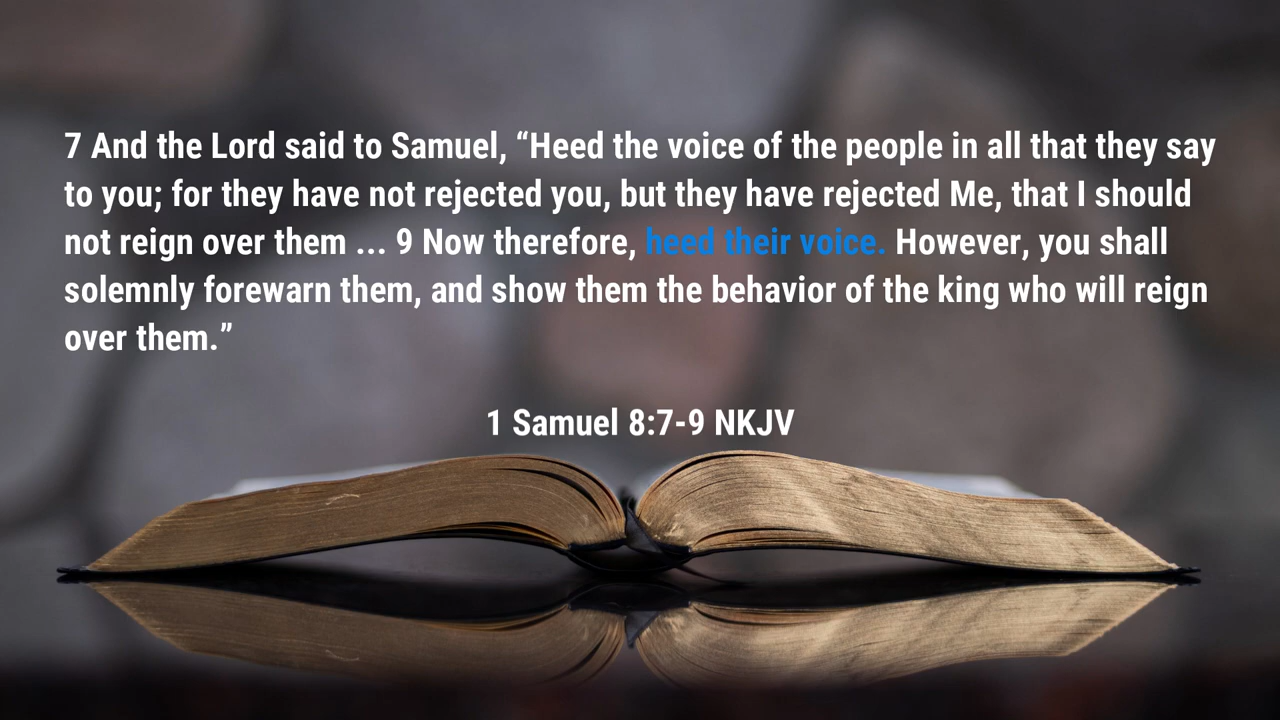 7 And the Lord said to Samuel, “Heed the voice of the people in all that they say
to you; for they have not rejected you, but they have rejected Me, that I should
not reign over them ... 9 Now therefore, heed their voice. However, you shall
solemnly forewarn them, and show them the behavior of the king who will reign
over them.”
1 Samuel 8:7-9 NKJV